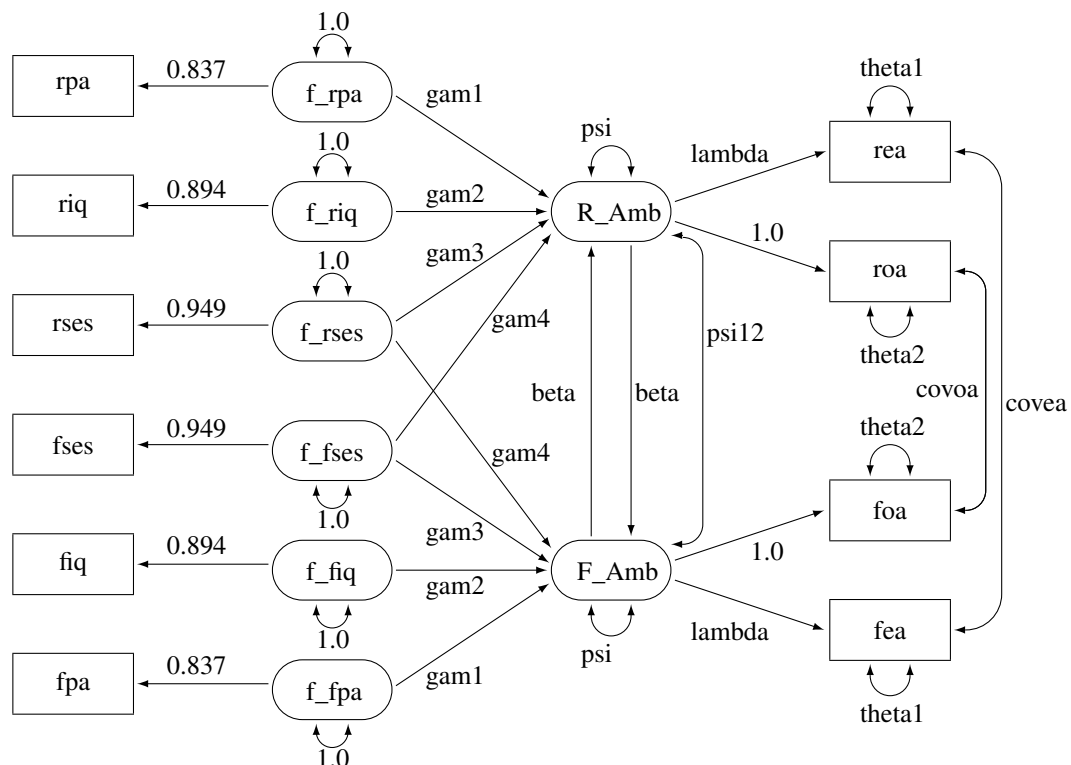 1.0
rpa 0.837 f_rpa gam1 theta1
1.0 psi lambda rea
riq 0.894 f_riq gam2 R_Amb
1.0 gam3 1.0 roa
rses 0.949 f_rses gam4 psi12 theta2
beta beta covoa covea
fses 0.949 f_fses gam4 theta2
1.0 gam3 foa
fiq 0.894 f_fiq gam2 F_Amb 1.0
1.0 psi lambda fea
fpa 0.837 f_fpa gam1 theta1
1.0